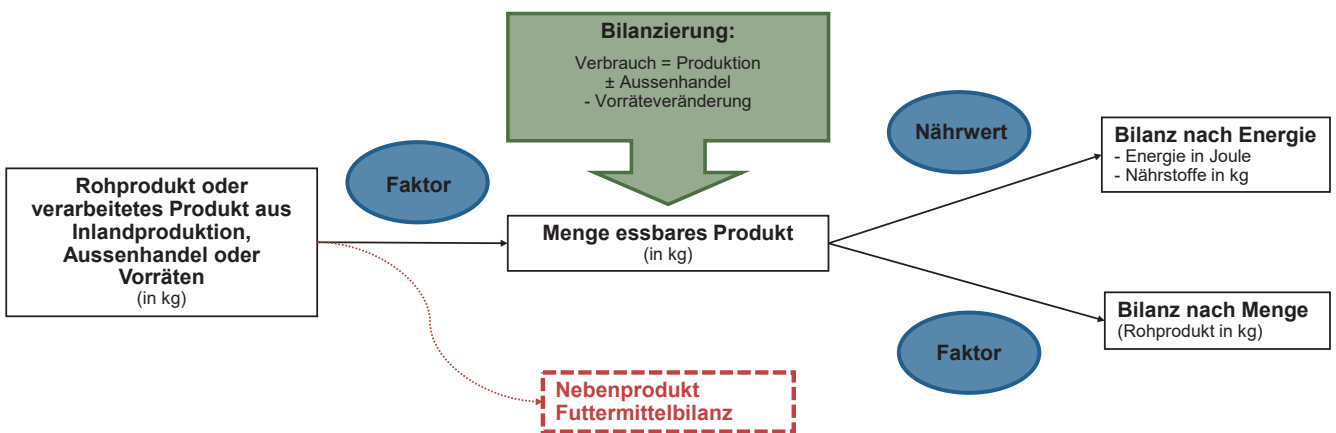 Bilanzierung:
Verbrauch = Produktion
± Aussenhandel
- Vorräteveränderung
Nährwert
Bilanz nach Energie
- Energie in Joule
- Nährstoffe in kg
Faktor
Rohprodukt oder
verarbeitetes Produkt aus
Inlandproduktion,
Aussenhandel oder
Vorräten
(in kg)
Menge essbares Produkt
(in kg)
Bilanz nach Menge
(Rohprodukt in kg)
Faktor
Nebenprodukt
Futtermittelbilanz